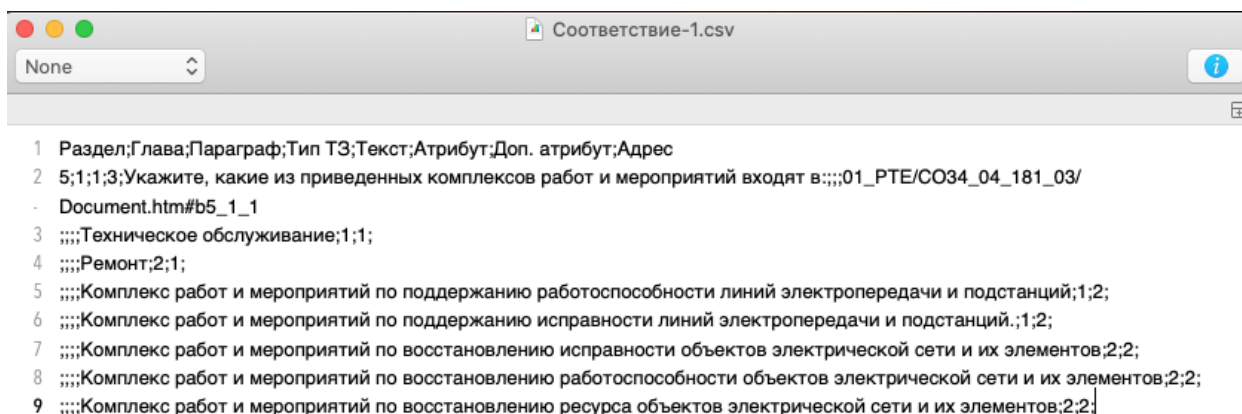 Соответствие-1.csv
None
1 Раздел;Глава;Параграф;Тип ТЗ;Текст;Атрибут;Доп. атрибут;Адрес
2 5;1;1;3;Укажите, какие из приведенных комплексов работ и мероприятий входят в:;;;01_PTE/CO34_04_181_03/
- Document.htm#b5_1_1
3 ;;;;Техническое обслуживание;1;1;
4 ;;;;Ремонт;2;1;
5 ;;;;Комплекс работ и мероприятий по поддержанию работоспособности линий электропередачи и подстанций;1;2;
6 ;;;;Комплекс работ и мероприятий по поддержанию исправности линий электропередачи и подстанций.;1;2;
7 ;;;;Комплекс работ и мероприятий по восстановлению исправности объектов электрической сети и их элементов;2;2;
8 ;;;;Комплекс работ и мероприятий по восстановлению работоспособности объектов электрической сети и их элементов;2;2;
9 ;;;;Комплекс работ и мероприятий по восстановлению ресурса объектов электрической сети и их элементов;2;2;